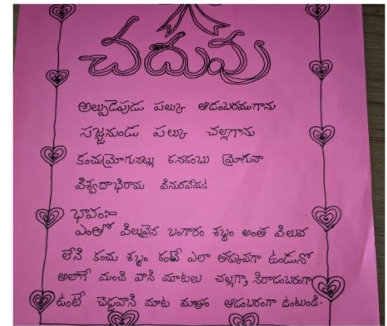 చదువు
అల్పుడెపుడు పలుకు ఆడంబరముగాను
సజ్జనుండు పలుకు చల్లగాను
కంచుమ్రోగునట్లు కనకంబు మ్రోగునా
విశ్వదాభిరామ వినురవేమ!
భావం:-
ఎంతో విలువైన బంగారం శబ్దం అంత విలువ
లేని కంచు శబ్దం కంటే ఎలా తక్కువగా ఉండునో
అలాగే మంచి వాని మాటలు చల్లగా, నిరాడంబరంగా
ఉంటే చెడ్డవాని మాట మాత్రం ఆడంబరంగా ఉంటుంది.